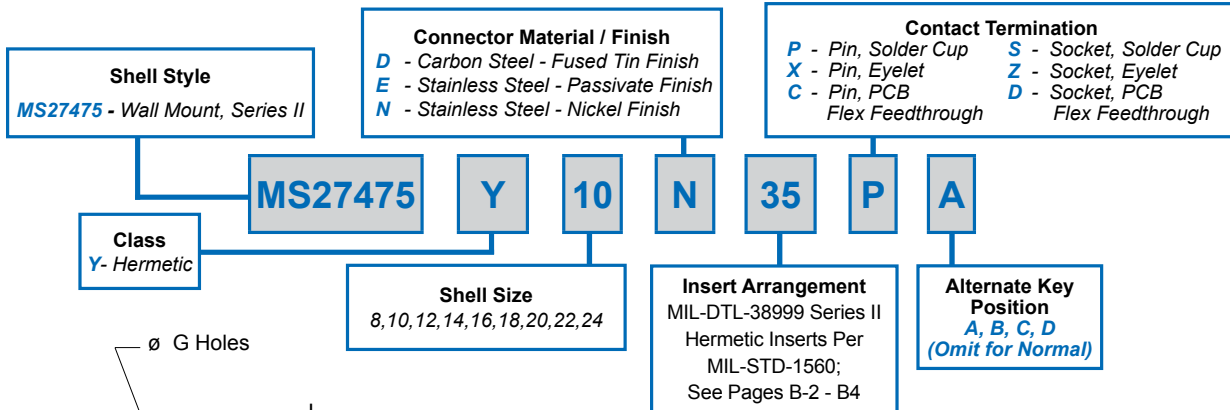 Shell Style
MS27475 - Wall Mount, Series II
Connector Material / Finish
D - Carbon Steel - Fused Tin Finish
E - Stainless Steel - Passivate Finish
N - Stainless Steel - Nickel Finish
Contact Termination
P - Pin, Solder Cup
X - Pin, Eyelet
C - Pin, PCB
Flex Feedthrough
S - Socket, Solder Cup
Z - Socket, Eyelet
D - Socket, PCB
Flex Feedthrough
MS27475 Y 10 N 35 P A
Class
Y- Hermetic
Shell Size
8,10,12,14,16,18,20,22,24
Insert Arrangement
MIL-DTL-38999 Series II
Hermetic Inserts Per
MIL-STD-1560;
See Pages B-2 - B4
Alternate Key
Position
A, B, C, D
(Omit for Normal)
ø G Holes